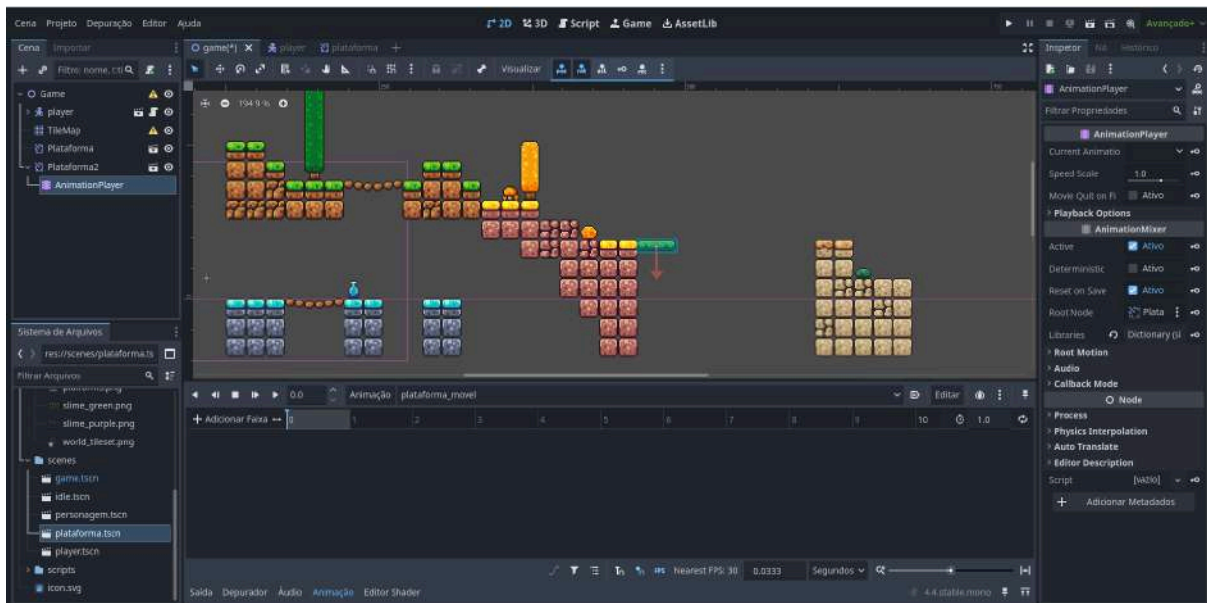 Cena Projeto Depuração Editor Ajuda
2D 3D Script Game AssetLib
Avançado+
Cena Importar
Filtro: nome, cti
Game
player
TileMap
Plataforma
Plataforma2
AnimationPlayer
Sistema de Arquivos
res://scenes/plataforma.ts
Filtrar Arquivos
slime_green.png
slime_purple.png
world_tileset.png
scenes
game.tscn
idle.tscn
personagem.tscn
plataforma.tscn
player.tscn
scripts
icon.svg
game(*) player plataforma
Visualizar
194.9 %
0.0 Animação plataforma_movel Editar
Adicionar Faixa 0 1 2 3 4 5 6 7 8 9 10 1.0
FPS Nearest FPS: 30 0.0333 Segundos
Saída Depurador Áudio Animação Editor Shader
4.4.stable.mono
Inspetor Nó Histórico
AnimationPlayer
Filtrar Propriedades
AnimationPlayer
Current Animatio
Speed Scale 1.0
Movie Quit on Fi Ativo
Playback Options
AnimationMixer
Active Ativo
Deterministic Ativo
Reset on Save Ativo
Root Node Plata
Libraries Dictionary (si
Root Motion
Audio
Callback Mode
Node
Process
Physics Interpolation
Auto Translate
Editor Description
Script [vazio]
Adicionar Metadados